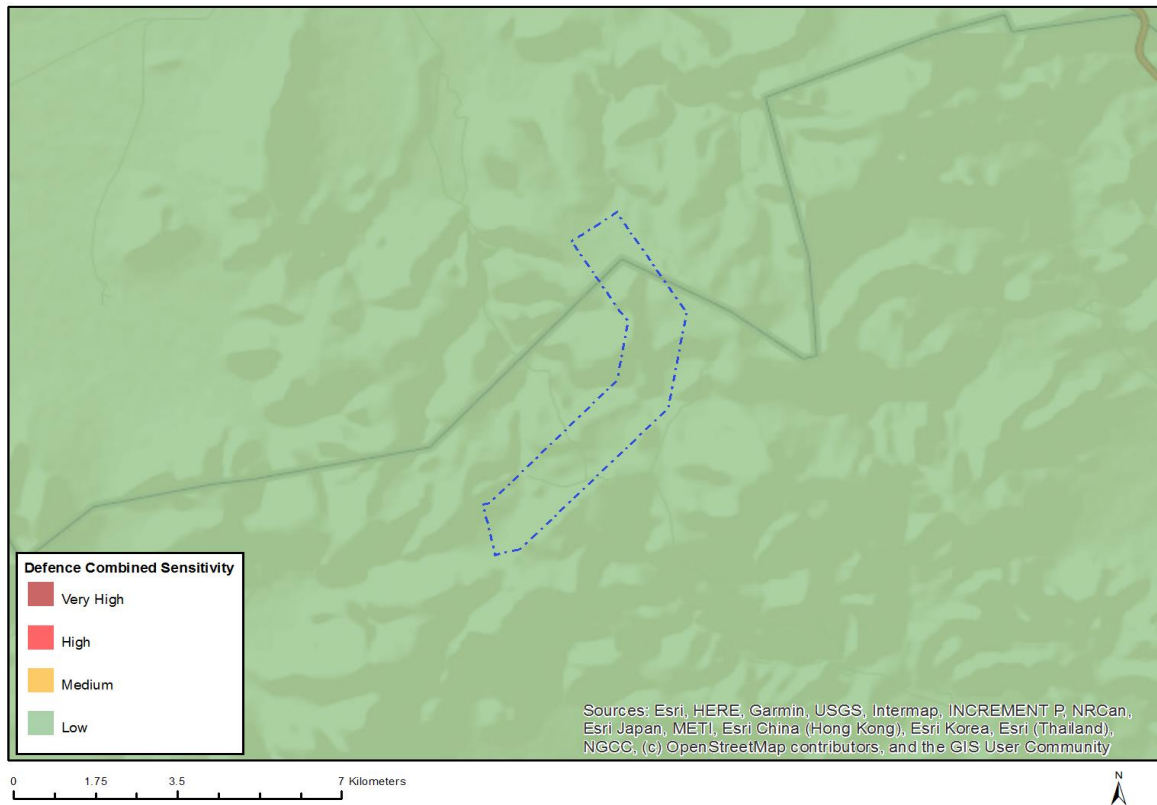 Defence Combined Sensitivity
Very High
High
Medium
Low
Sources: Esri, HERE, Garmin, USGS, Intermap, INCREMENT P, NRCan,
Esri Japan, METI, Esri China (Hong Kong), Esri Korea, Esri (Thailand),
NGCC, (c) OpenStreetMap contributors, and the GIS User Community
0 1.75 3.5 7 Kilometers
N